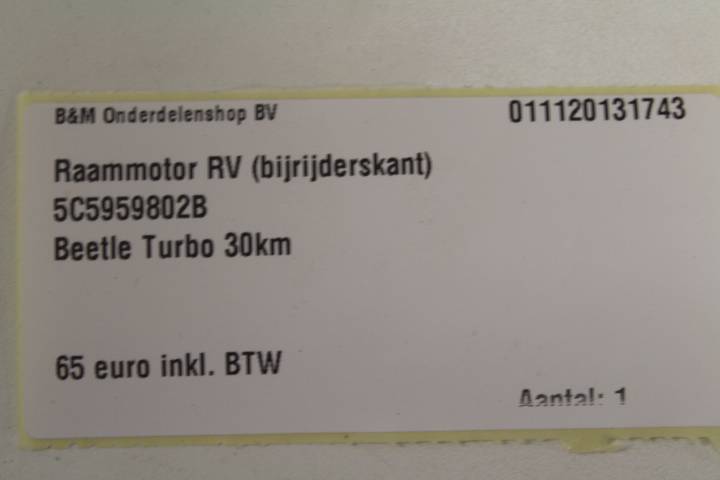 B&M Onderdelenshop BV 011120131743
Raammotor RV (bijrijderskant)
5C5959802B
Beetle Turbo 30km
65 euro inkl. BTW
Aantal: 1